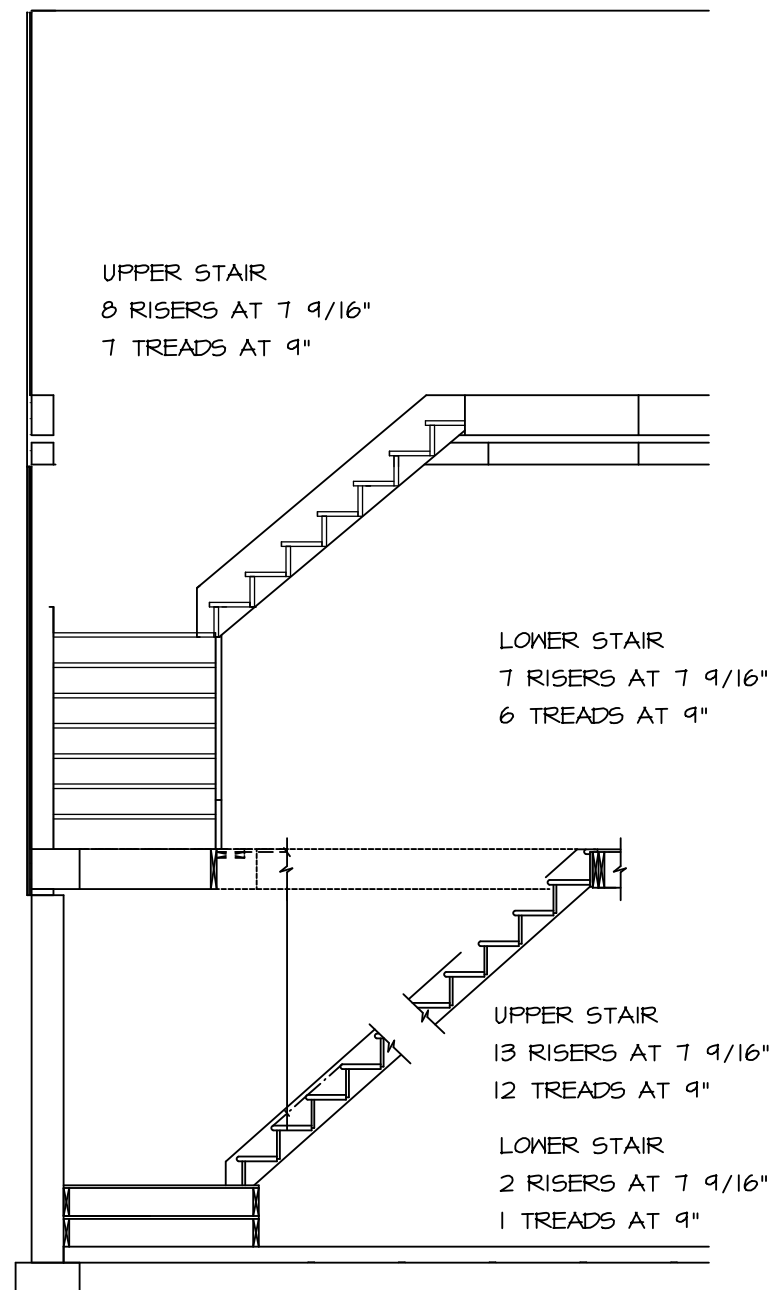 UPPER STAIR
8 RISERS AT 7 9/16"
7 TREADS AT 9"
LOWER STAIR
7 RISERS AT 7 9/16"
6 TREADS AT 9"
UPPER STAIR
13 RISERS AT 7 9/16"
12 TREADS AT 9"
LOWER STAIR
2 RISERS AT 7 9/16"
1 TREADS AT 9"